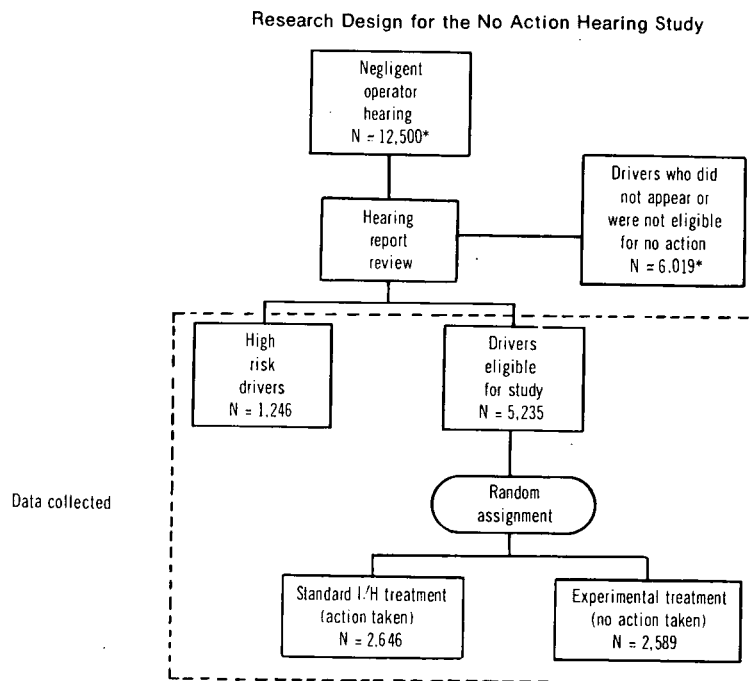 Research Design for the No Action Hearing Study
Negligent
operator
hearing
N = 12,500*
Drivers who did
not appear or
were not eligible
for no action
N = 6.019*
Hearing
report
review
High
risk
drivers
N = 1,246
Drivers
eligible
for study
N = 5,235
Data collected
Random
assignment
Standard I/H treatment
(action taken)
N = 2,646
Experimental treatment
(no action taken)
N = 2,589